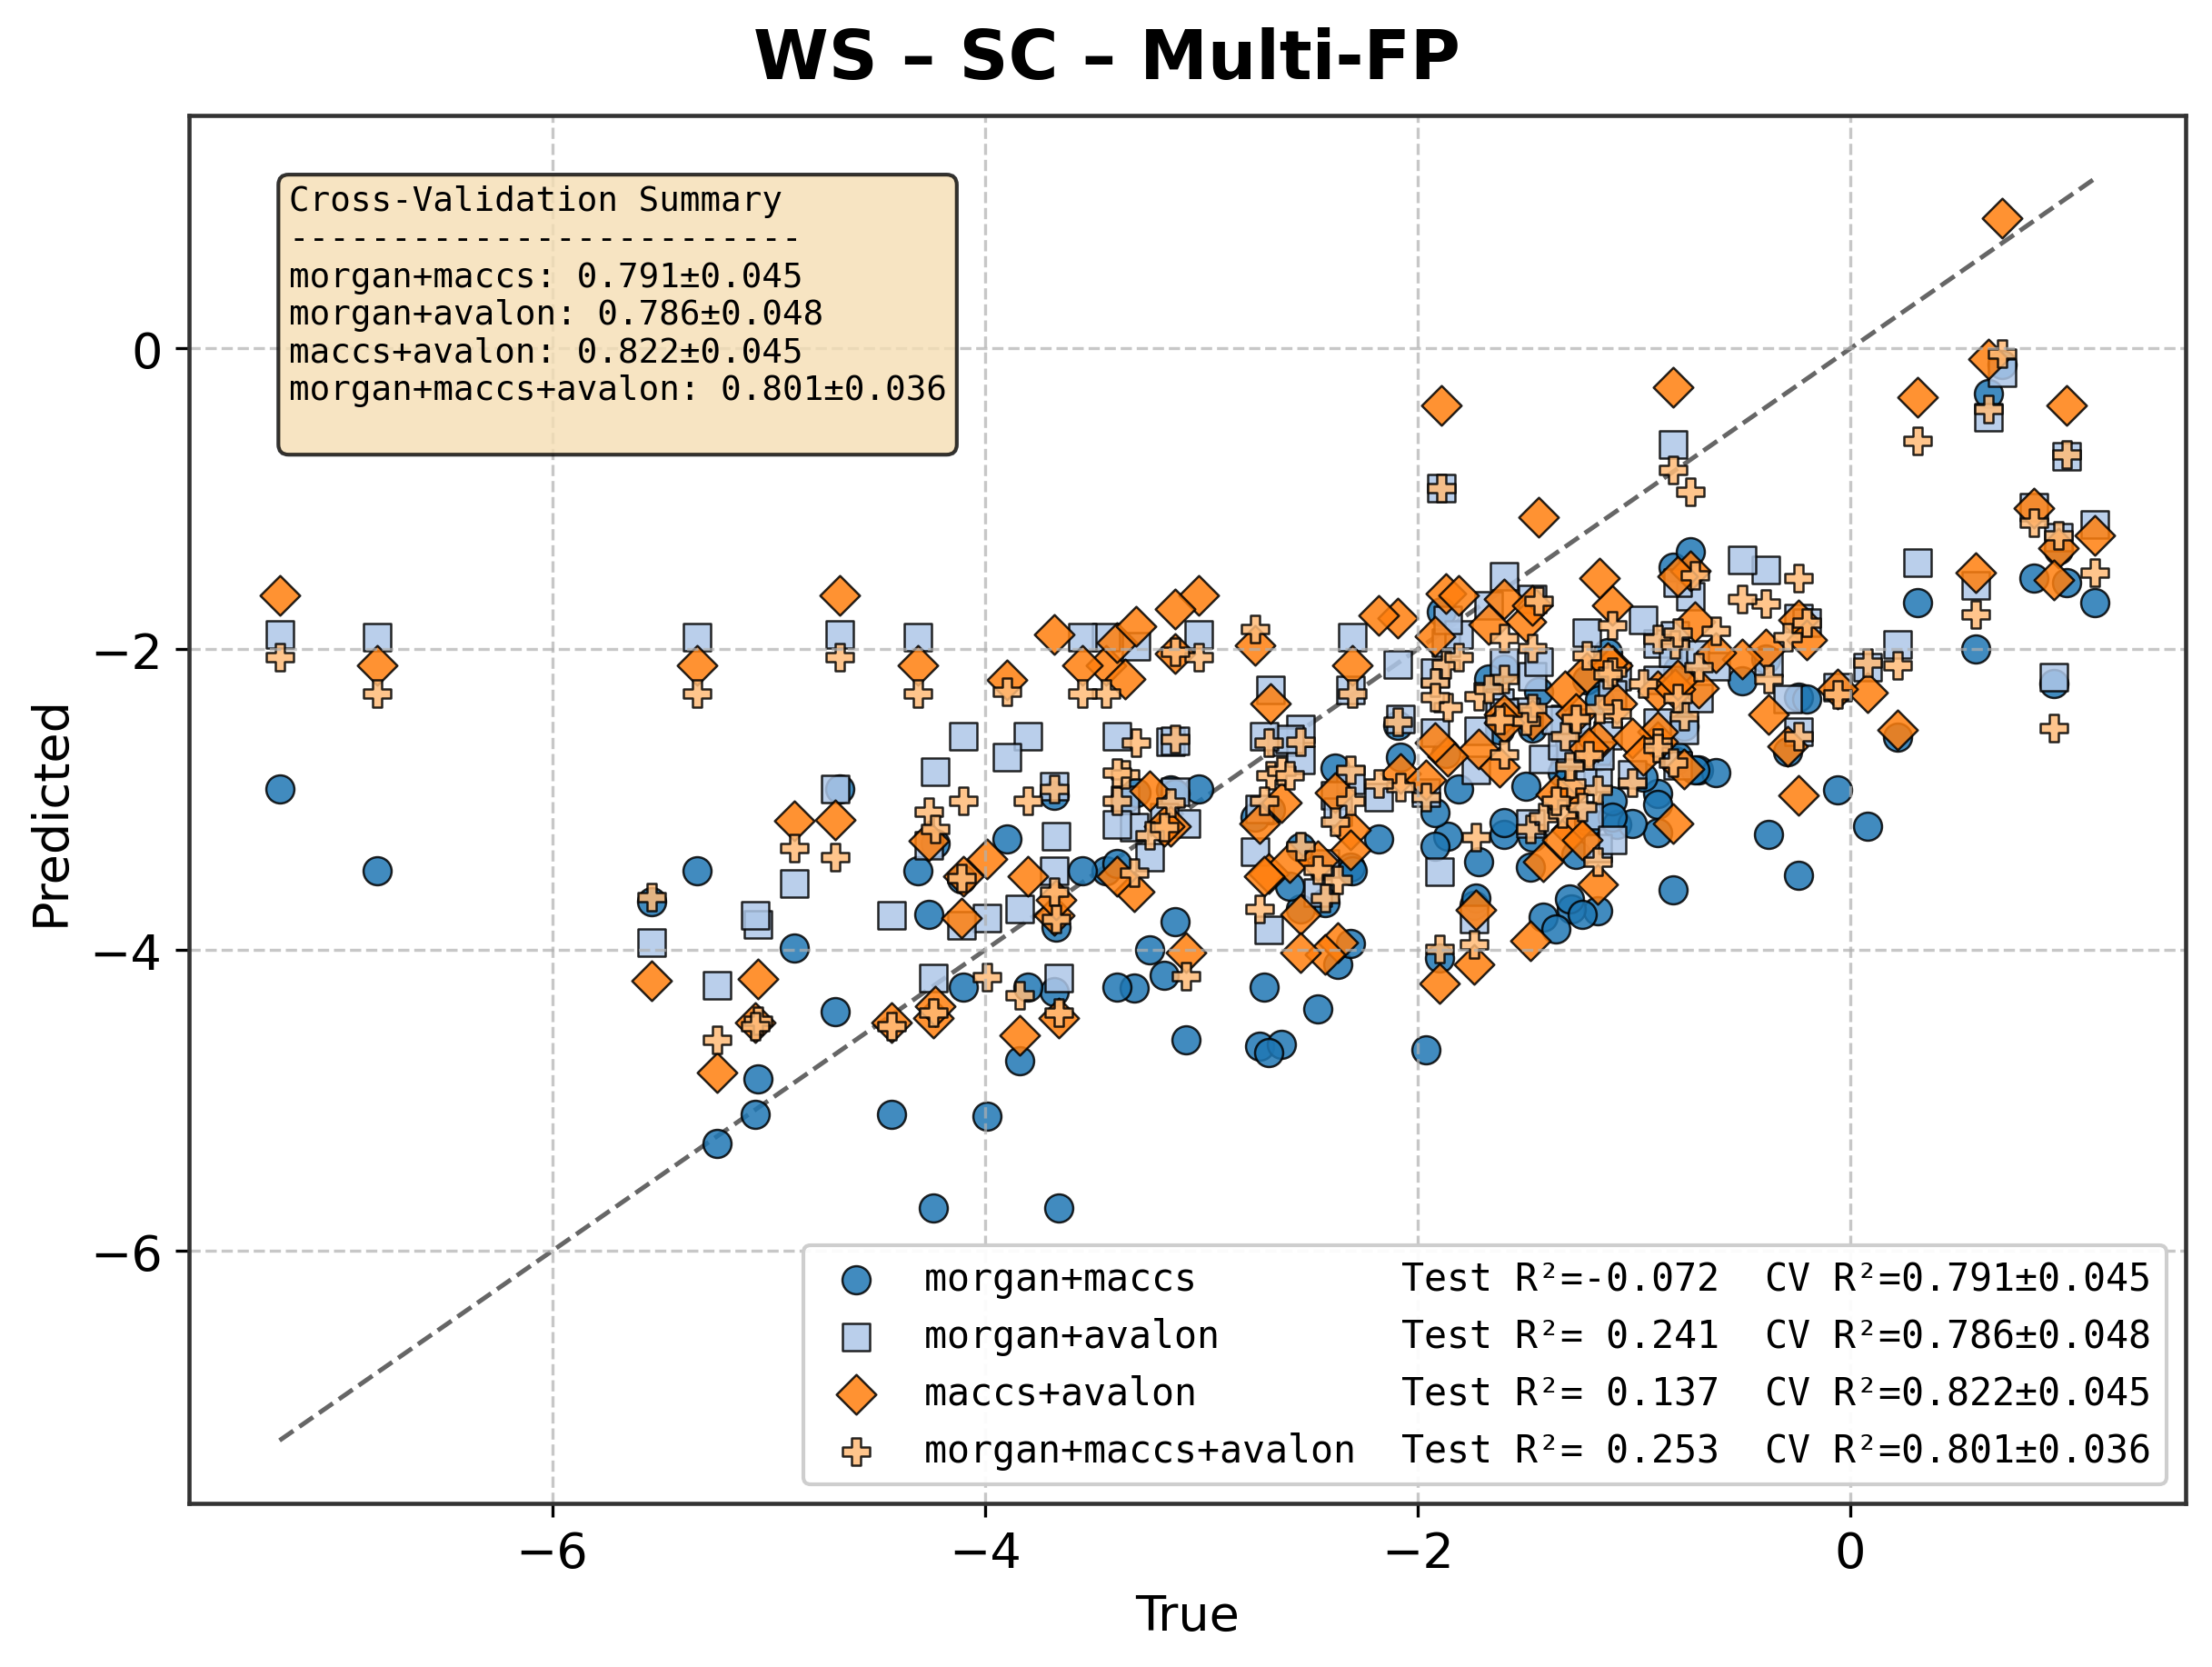 WS – SC – Multi-FP
Cross-Validation Summary
-------------------------
morgan+maccs: 0.791±0.045
morgan+avalon: 0.786±0.048
maccs+avalon: 0.822±0.045
morgan+maccs+avalon: 0.801±0.036
0
−2
−4
−6
Predicted
morgan+maccs Test R²=-0.072 CV R²=0.791±0.045
morgan+avalon Test R²= 0.241 CV R²=0.786±0.048
maccs+avalon Test R²= 0.137 CV R²=0.822±0.045
morgan+maccs+avalon Test R²= 0.253 CV R²=0.801±0.036
−6 −4 −2 0
True